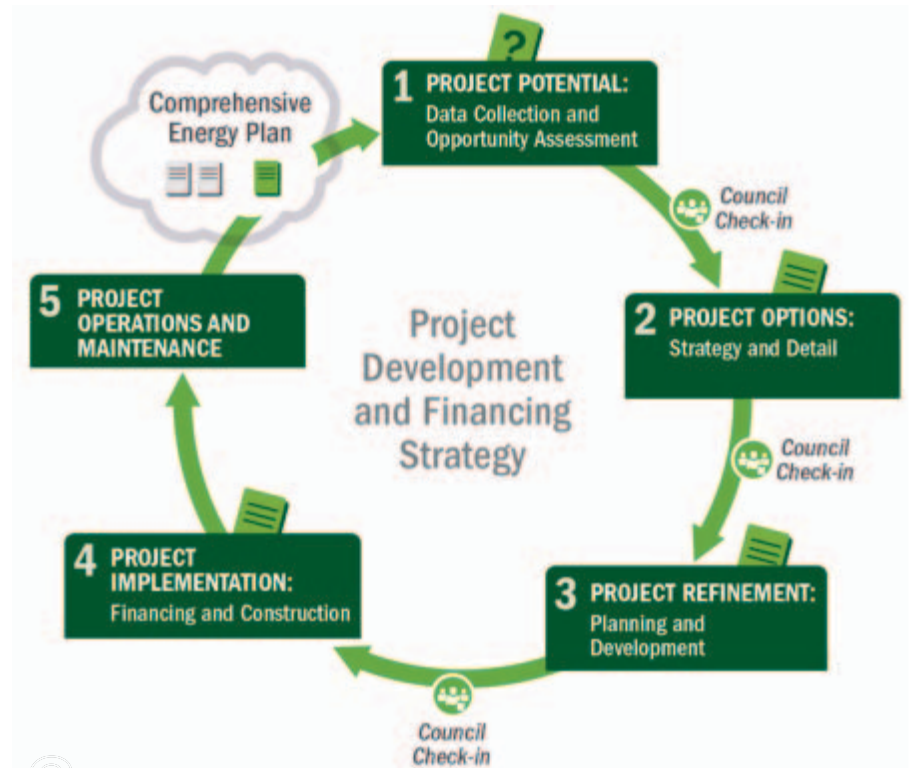 ?
1 PROJECT POTENTIAL:
Data Collection and
Opportunity Assessment
Comprehensive
Energy Plan
Council
Check-in
2 PROJECT OPTIONS:
Strategy and Detail
5 PROJECT
OPERATIONS AND
MAINTENANCE
Project
Development
and Financing
Strategy
Council
Check-in
4 PROJECT
IMPLEMENTATION:
Financing and Construction
3 PROJECT REFINEMENT:
Planning and
Development
Council
Check-in